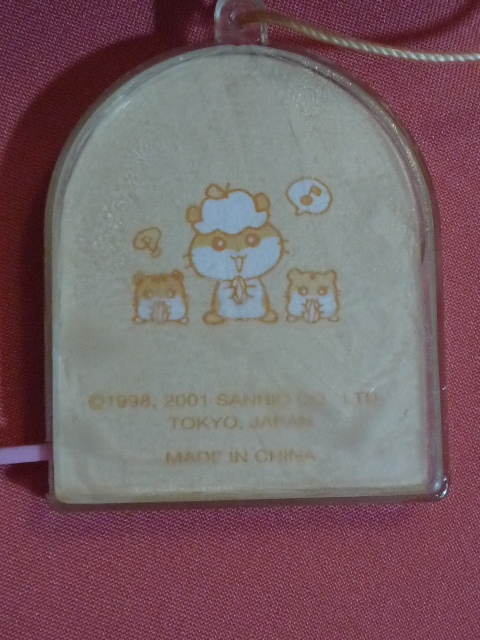 ©1998, 2001 SANRIO CO., LTD.
TOKYO, JAPAN
MADE IN CHINA